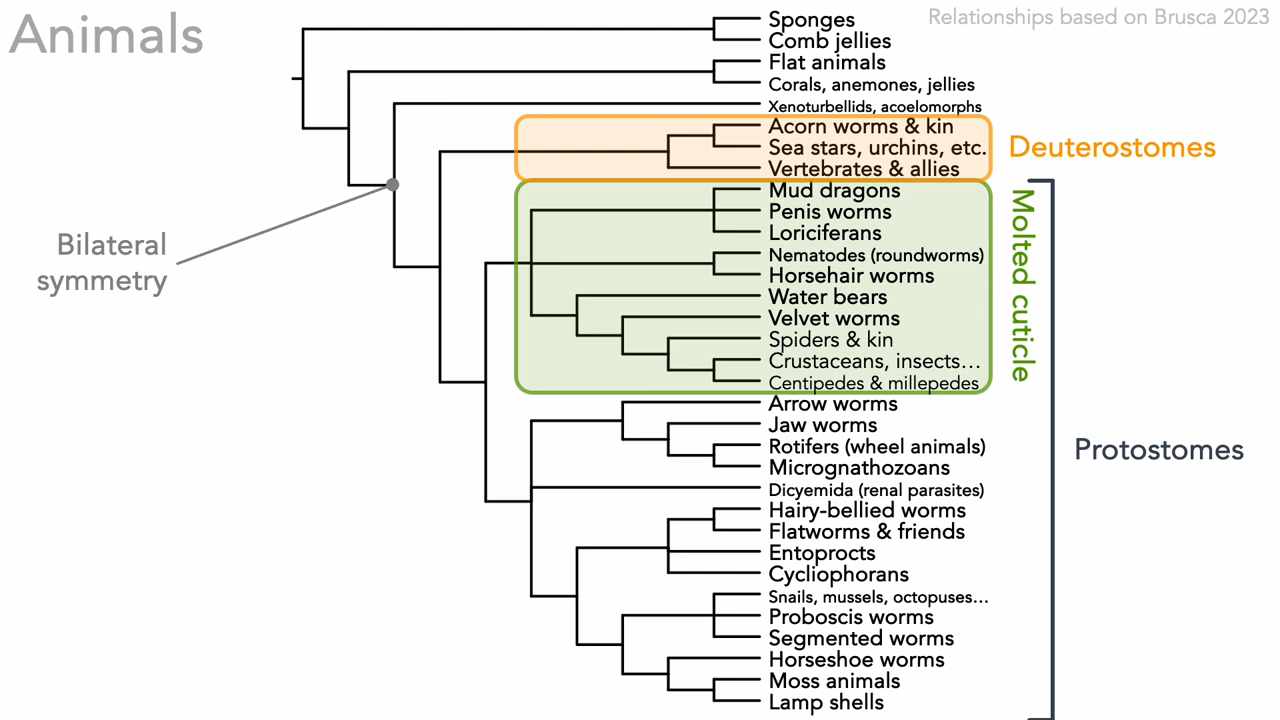 Animals
Relationships based on Brusca 2023
Sponges
Comb jellies
Flat animals
Corals, anemones, jellies
Xenoturbellids, acoelomorphs
Acorn worms & kin
Sea stars, urchins, etc.
Vertebrates & allies
Deuterostomes
Mud dragons
Penis worms
Loriciferans
Nematodes (roundworms)
Horsehair worms
Water bears
Velvet worms
Spiders & kin
Crustaceans, insects…
Centipedes & millepedes
Molted cuticle
Bilateral
symmetry
Arrow worms
Jaw worms
Rotifers (wheel animals)
Micrognathozoans
Protostomes
Dicyemida (renal parasites)
Hairy-bellied worms
Flatworms & friends
Entoprocts
Cycliophorans
Snails, mussels, octopuses…
Proboscis worms
Segmented worms
Horseshoe worms
Moss animals
Lamp shells